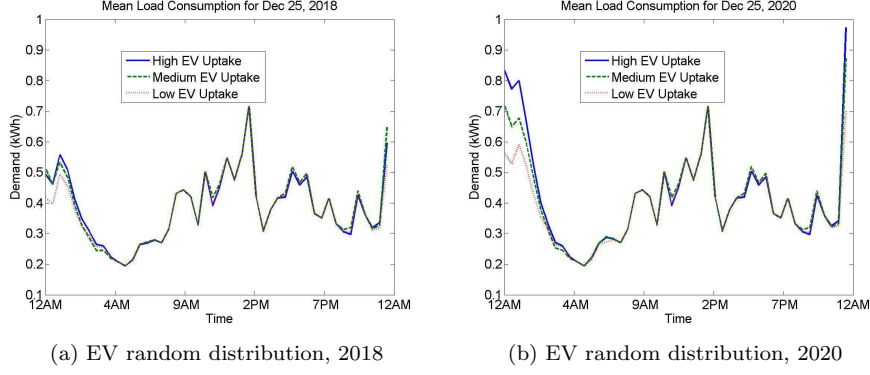 Mean Load Consumption for Dec 25, 2018
1
0.9
0.8
0.7
0.6
0.5
0.4
0.3
0.2
0.1
Demand (kWh)
High EV Uptake
Medium EV Uptake
Low EV Uptake
12AM 4AM 9AM 2PM 7PM 12AM
Time
(a) EV random distribution, 2018
Mean Load Consumption for Dec 25, 2020
1
0.9
0.8
0.7
0.6
0.5
0.4
0.3
0.2
0.1
Demand (kWh)
High EV Uptake
Medium EV Uptake
Low EV Uptake
12AM 4AM 9AM 2PM 7PM 12AM
Time
(b) EV random distribution, 2020